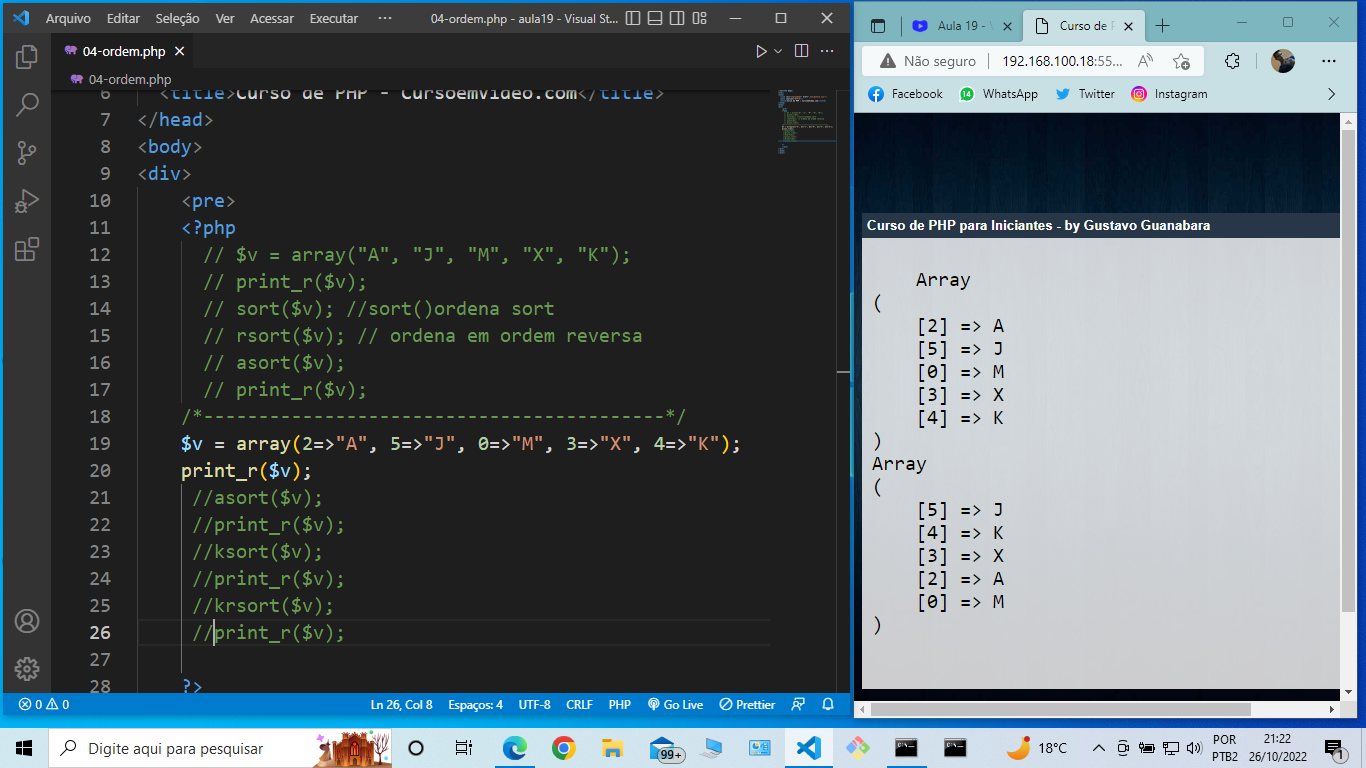 Arquivo Editar Seleção Ver Acessar Executar ··· 04-ordem.php - aula19 - Visual St...
04-ordem.php
04-ordem.php
6 <title>Curso de PHP - CursoemVideo.com</title>
7 </head>
8 <body>
9 <div>
10 <pre>
11 <?php
12 // $v = array("A", "J", "M", "X", "K");
13 // print_r($v);
14 // sort($v); //sort()ordena sort
15 // rsort($v); // ordena em ordem reversa
16 // asort($v);
17 // print_r($v);
18 /*------------------------------------------*/
19 $v = array(2=>"A", 5=>"J", 0=>"M", 3=>"X", 4=>"K");
20 print_r($v);
21 //asort($v);
22 //print_r($v);
23 //ksort($v);
24 //print_r($v);
25 //krsort($v);
26 //print_r($v);
27
28 ?>
0 0 Ln 26, Col 8 Espaços: 4 UTF-8 CRLF PHP Go Live Prettier
Aula 19 - Curso de
Não seguro 192.168.100.18:55...
Facebook 14 WhatsApp Twitter Instagram
Curso de PHP para Iniciantes - by Gustavo Guanabara
Array
(
[2] => A
[5] => J
[0] => M
[3] => X
[4] => K
)
Array
(
[5] => J
[4] => K
[3] => X
[2] => A
[0] => M
)
Digite aqui para pesquisar 99+ 18°C POR 21:22 1
PTB2 26/10/2022